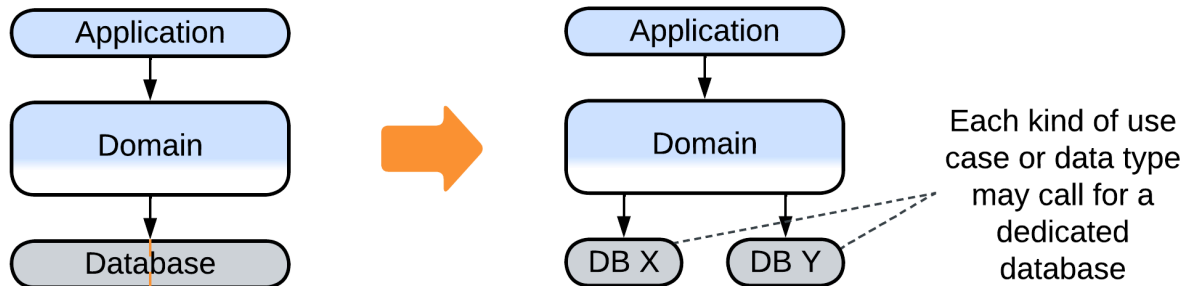 Application
Domain
Database
Application
Domain
DB X
DB Y
Each kind of use
case or data type
may call for a
dedicated
database